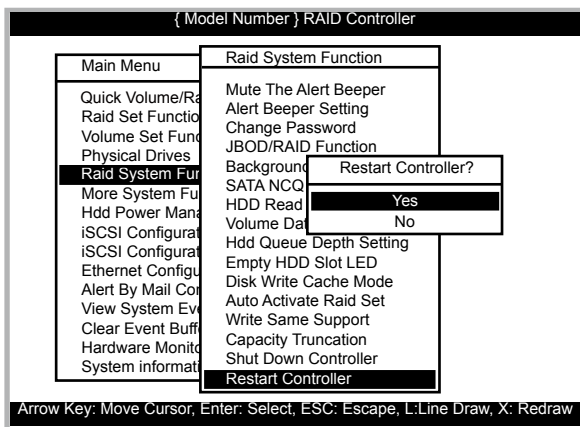 { Model Number } RAID Controller
Main Menu
Quick Volume/Ra
Raid Set Functio
Volume Set Func
Physical Drives
Raid System Fun
More System Fu
Hdd Power Mana
iSCSI Configurat
iSCSI Configurat
Ethernet Configu
Alert By Mail Con
View System Eve
Clear Event Buff
Hardware Monito
System informati
Raid System Function
Mute The Alert Beeper
Alert Beeper Setting
Change Password
JBOD/RAID Function
Background
SATA NCQ
HDD Read
Volume Dat
Hdd Queue Depth Setting
Empty HDD Slot LED
Disk Write Cache Mode
Auto Activate Raid Set
Write Same Support
Capacity Truncation
Shut Down Controller
Restart Controller
Restart Controller?
Yes
No
Arrow Key: Move Cursor, Enter: Select, ESC: Escape, L:Line Draw, X: Redraw